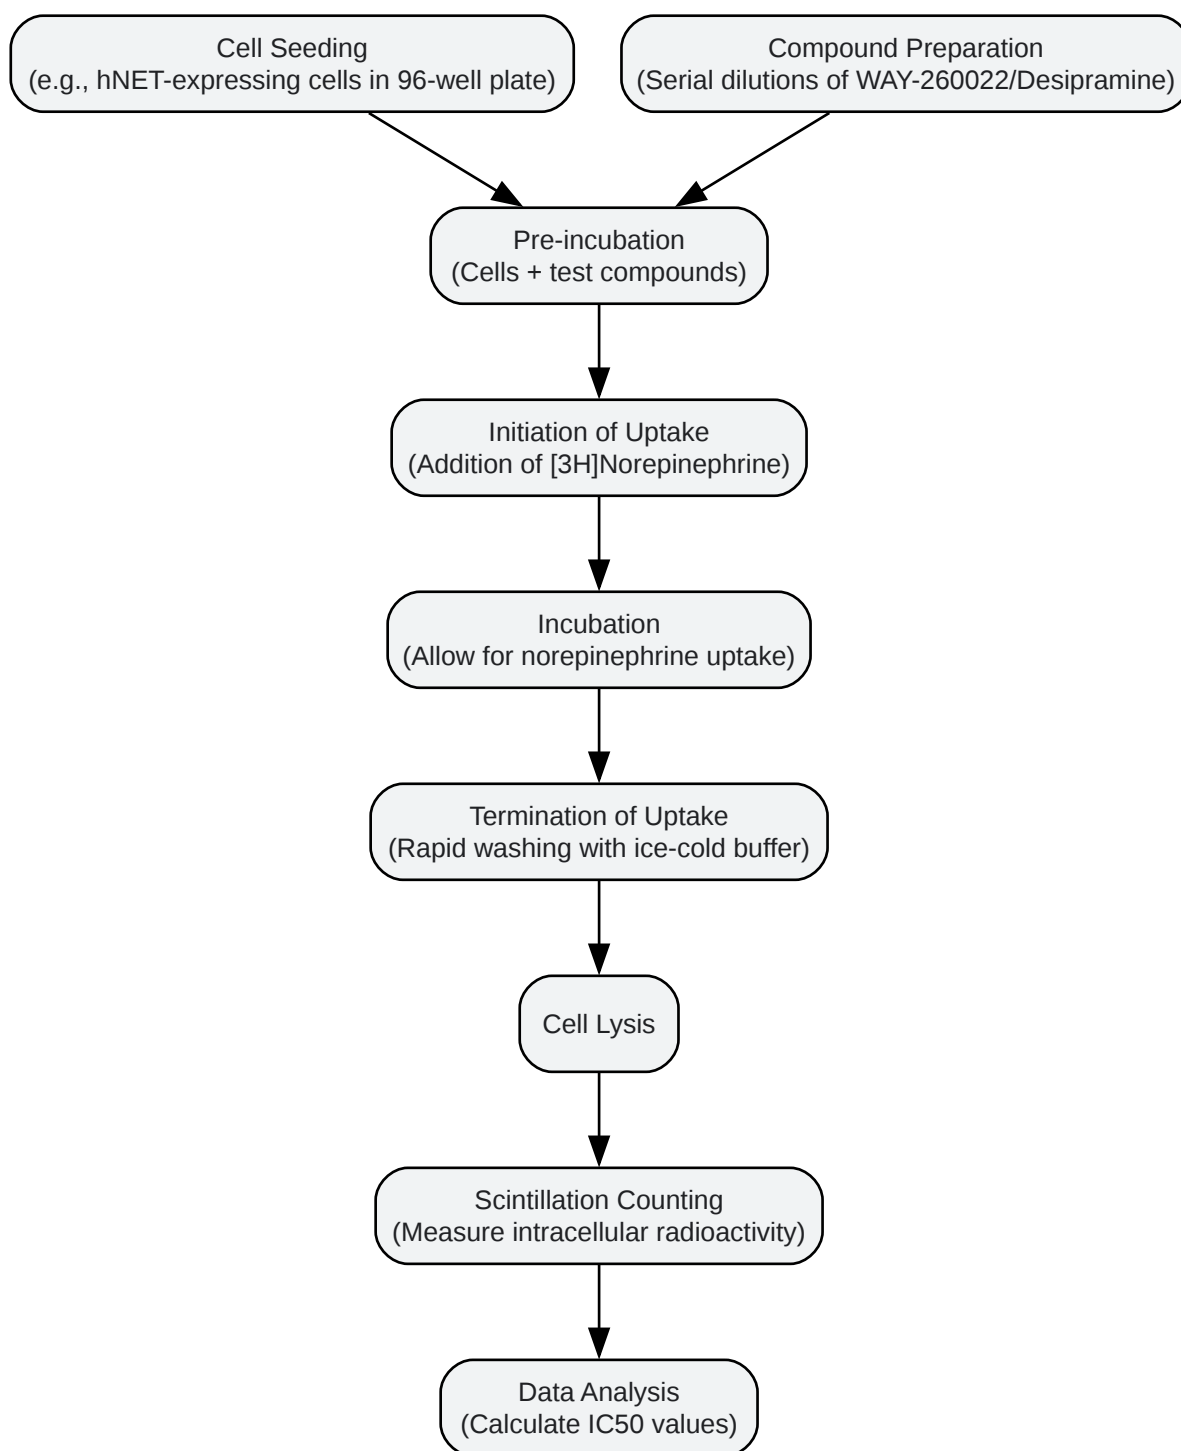 Cell Seeding
(e.g., hNET-expressing cells in 96-well plate)
Compound Preparation
(Serial dilutions of WAY-260022/Desipramine)
Pre-incubation
(Cells + test compounds)
Initiation of Uptake
(Addition of [3H]Norepinephrine)
Incubation
(Allow for norepinephrine uptake)
Termination of Uptake
(Rapid washing with ice-cold buffer)
Cell Lysis
Scintillation Counting
(Measure intracellular radioactivity)
Data Analysis
(Calculate IC50 values)